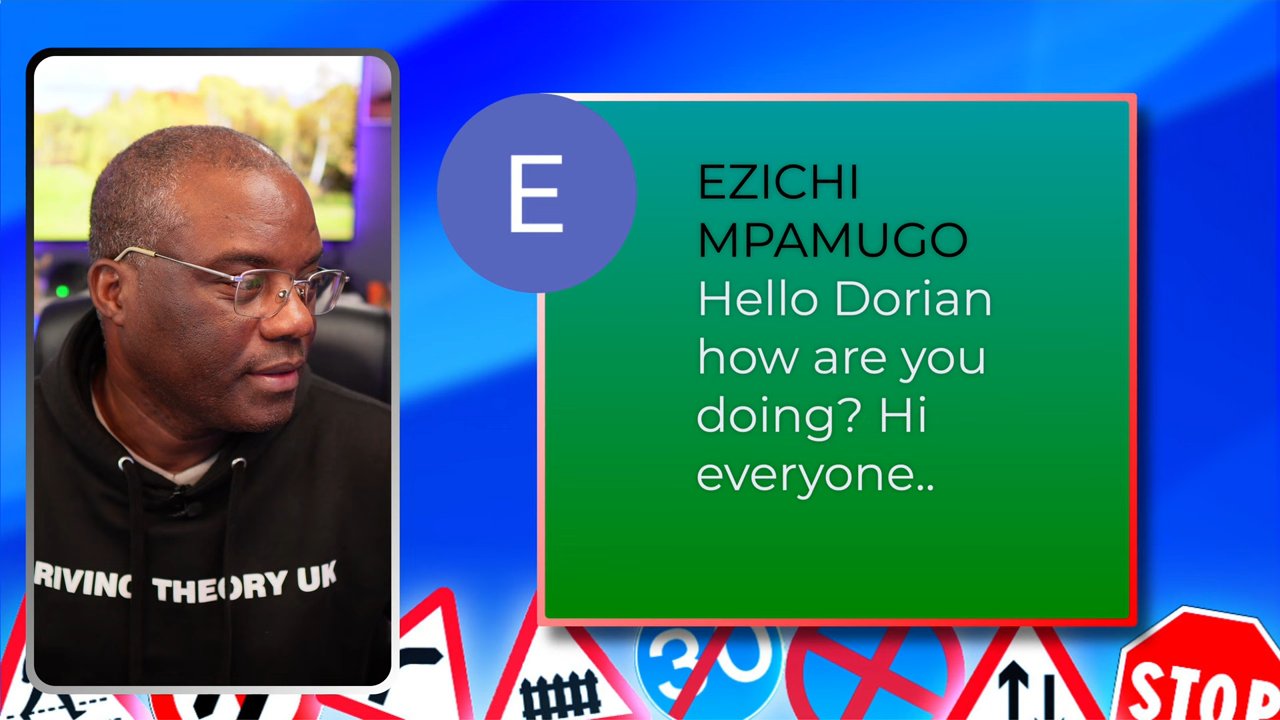 E
EZICHI
MPAMUGO
Hello Dorian
how are you
doing? Hi
everyone..
RIVING THEORY UK
30
STOP